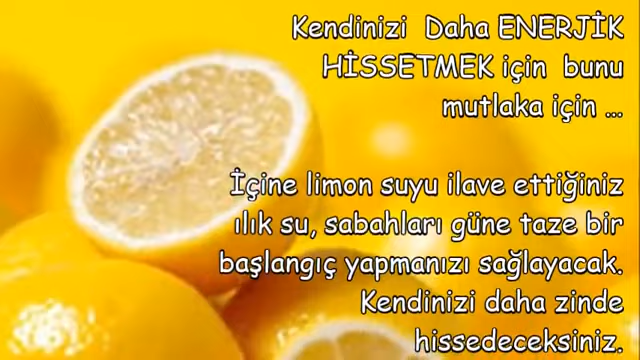 Kendinizi Daha ENERJİK
HİSSETMEK için bunu
mutlaka için ...
İçine limon suyu ilave ettiğiniz
ılık su, sabahları güne taze bir
başlangıç yapmanızı sağlayacak.
Kendinizi daha zinde
hissedeceksiniz.